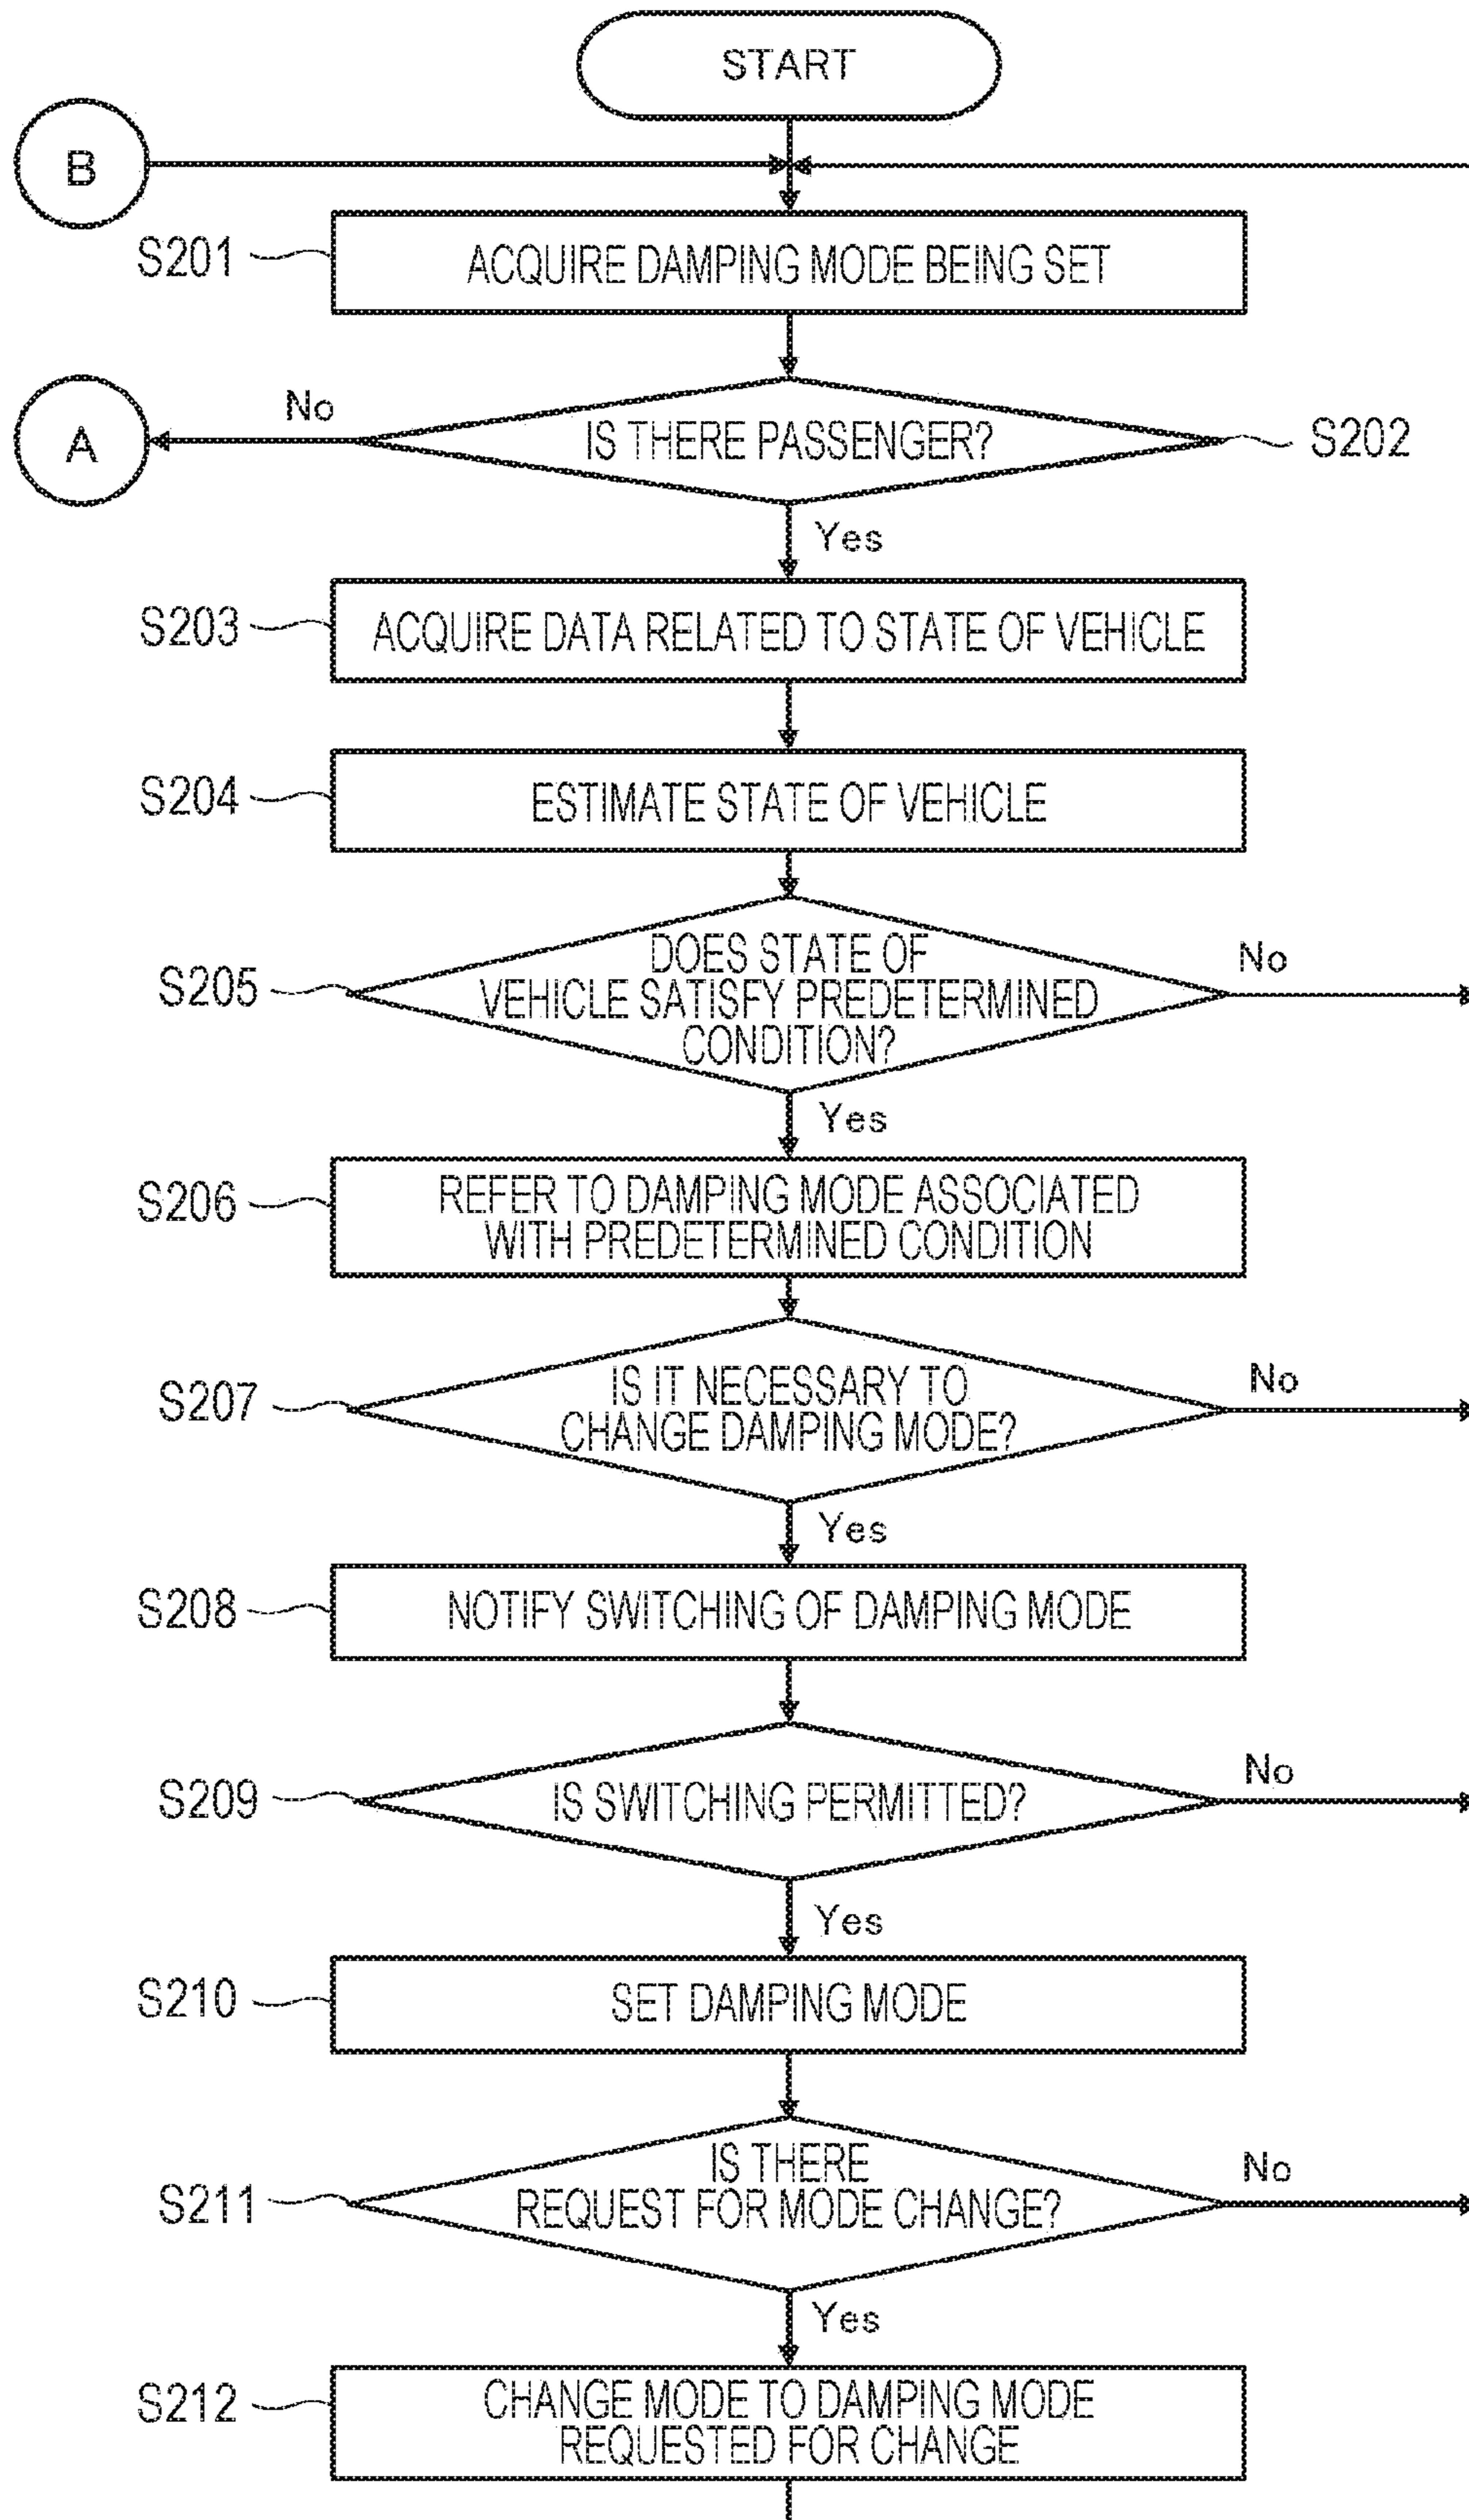 START
B
S201
ACQUIRE DAMPING MODE BEING SET
A
No
IS THERE PASSENGER?
S202
Yes
S203
ACQUIRE DATA RELATED TO STATE OF VEHICLE
S204
ESTIMATE STATE OF VEHICLE
S205
DOES STATE OF
VEHICLE SATISFY PREDETERMINED
CONDITION?
No
Yes
S206
REFER TO DAMPING MODE ASSOCIATED
WITH PREDETERMINED CONDITION
S207
IS IT NECESSARY TO
CHANGE DAMPING MODE?
No
Yes
S208
NOTIFY SWITCHING OF DAMPING MODE
S209
IS SWITCHING PERMITTED?
No
Yes
S210
SET DAMPING MODE
S211
IS THERE
REQUEST FOR MODE CHANGE?
No
Yes
S212
CHANGE MODE TO DAMPING MODE
REQUESTED FOR CHANGE